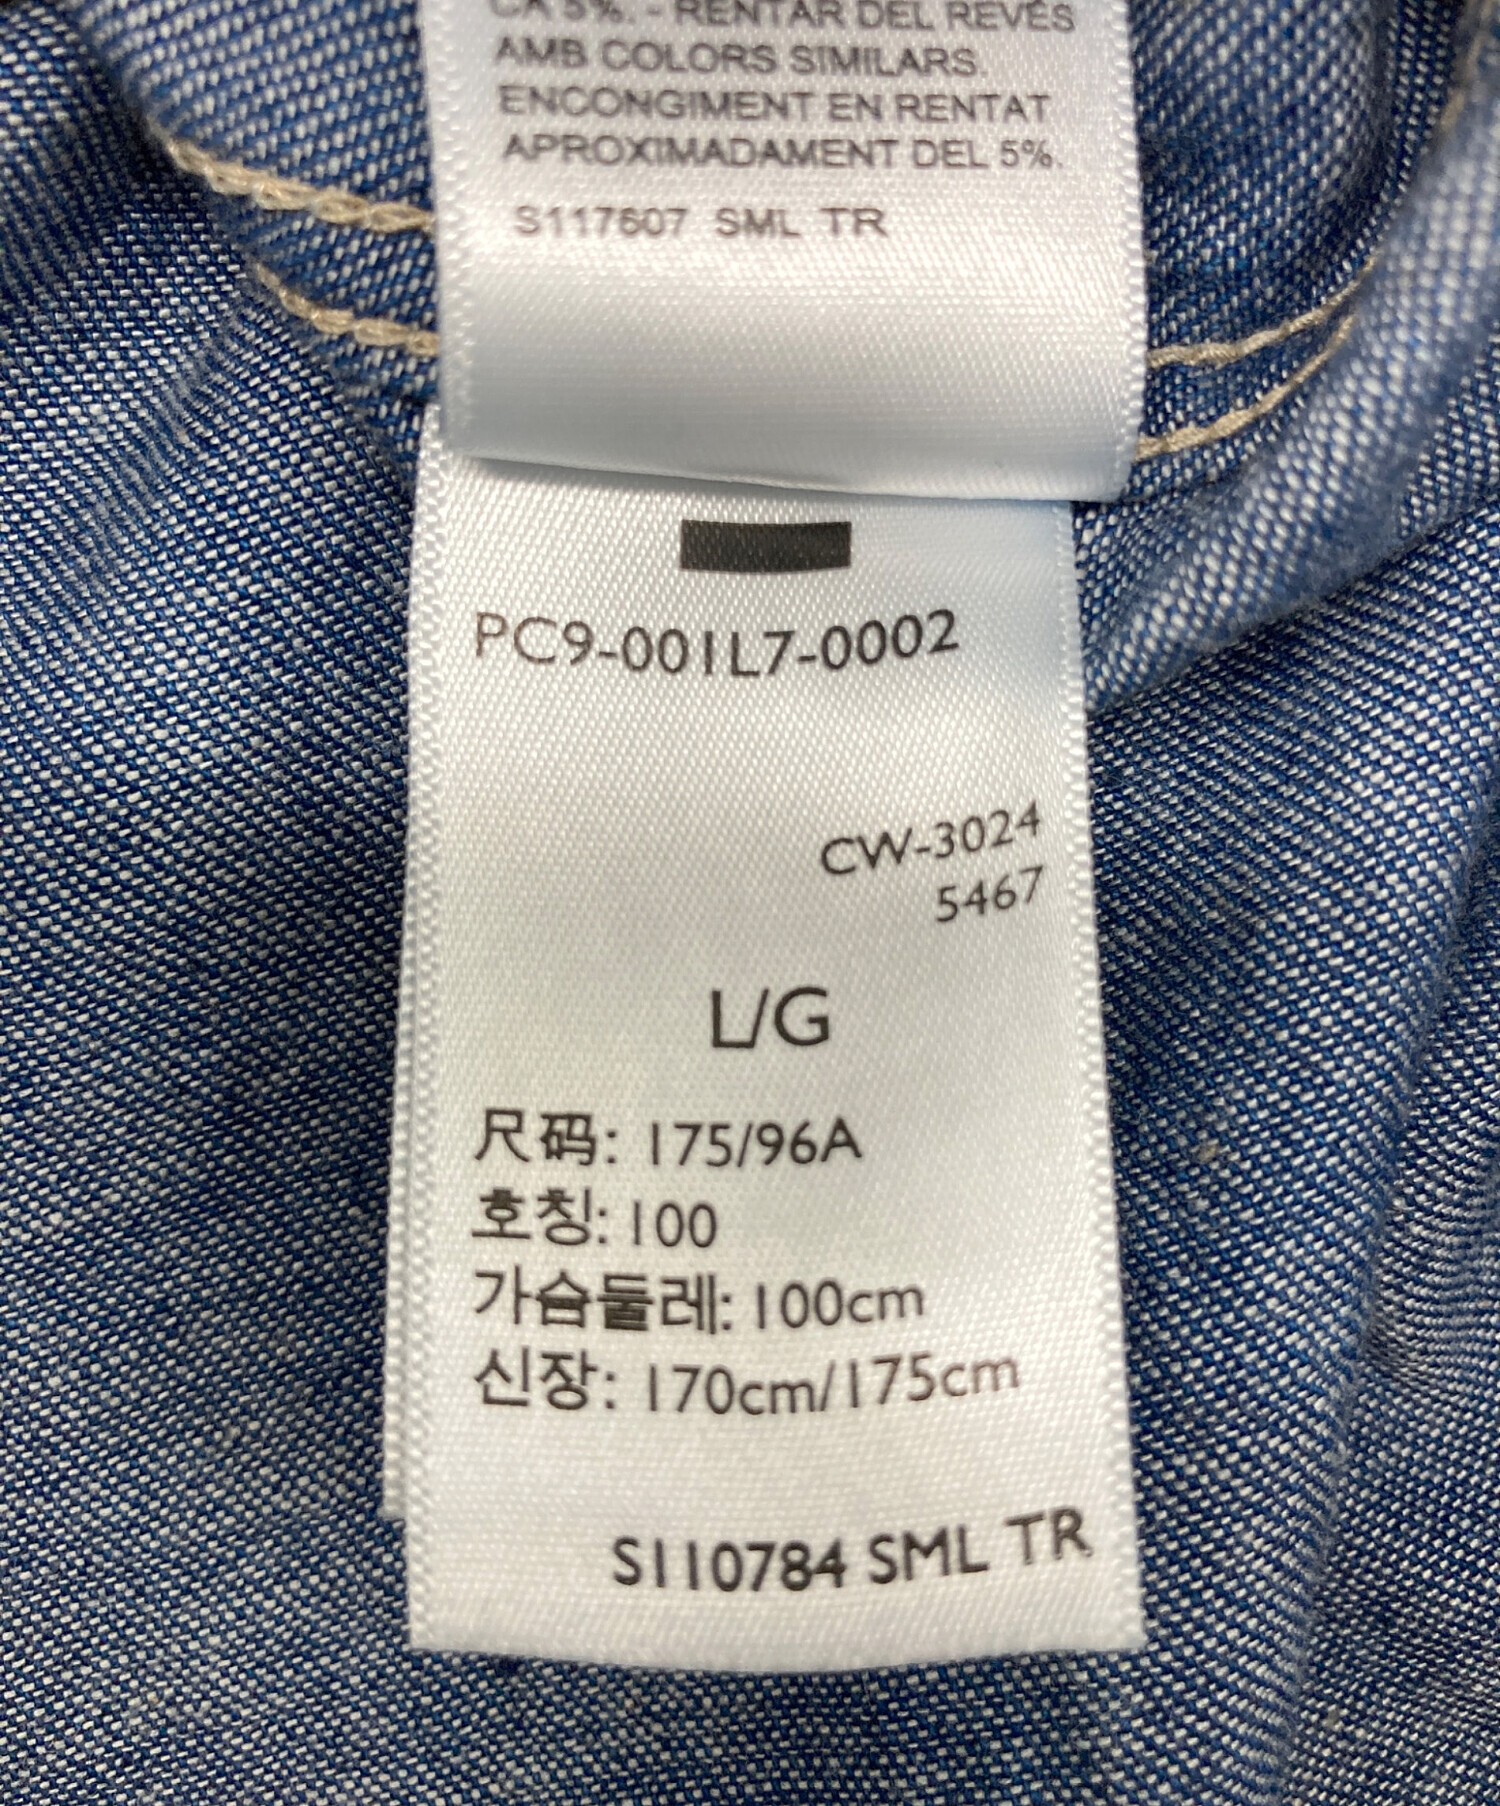 CA 5%. - RENTAR DEL REVÉS
AMB COLORS SIMILARS.
ENCONGIMENT EN RENTAT
APROXIMADAMENT DEL 5%.
S117607 SML TR
PC9-001L7-0002
CW-3024
5467
L/G
尺码: 175/96A
호칭: 100
가슴둘레: 100cm
신장: 170cm/175cm
S110784 SML TR